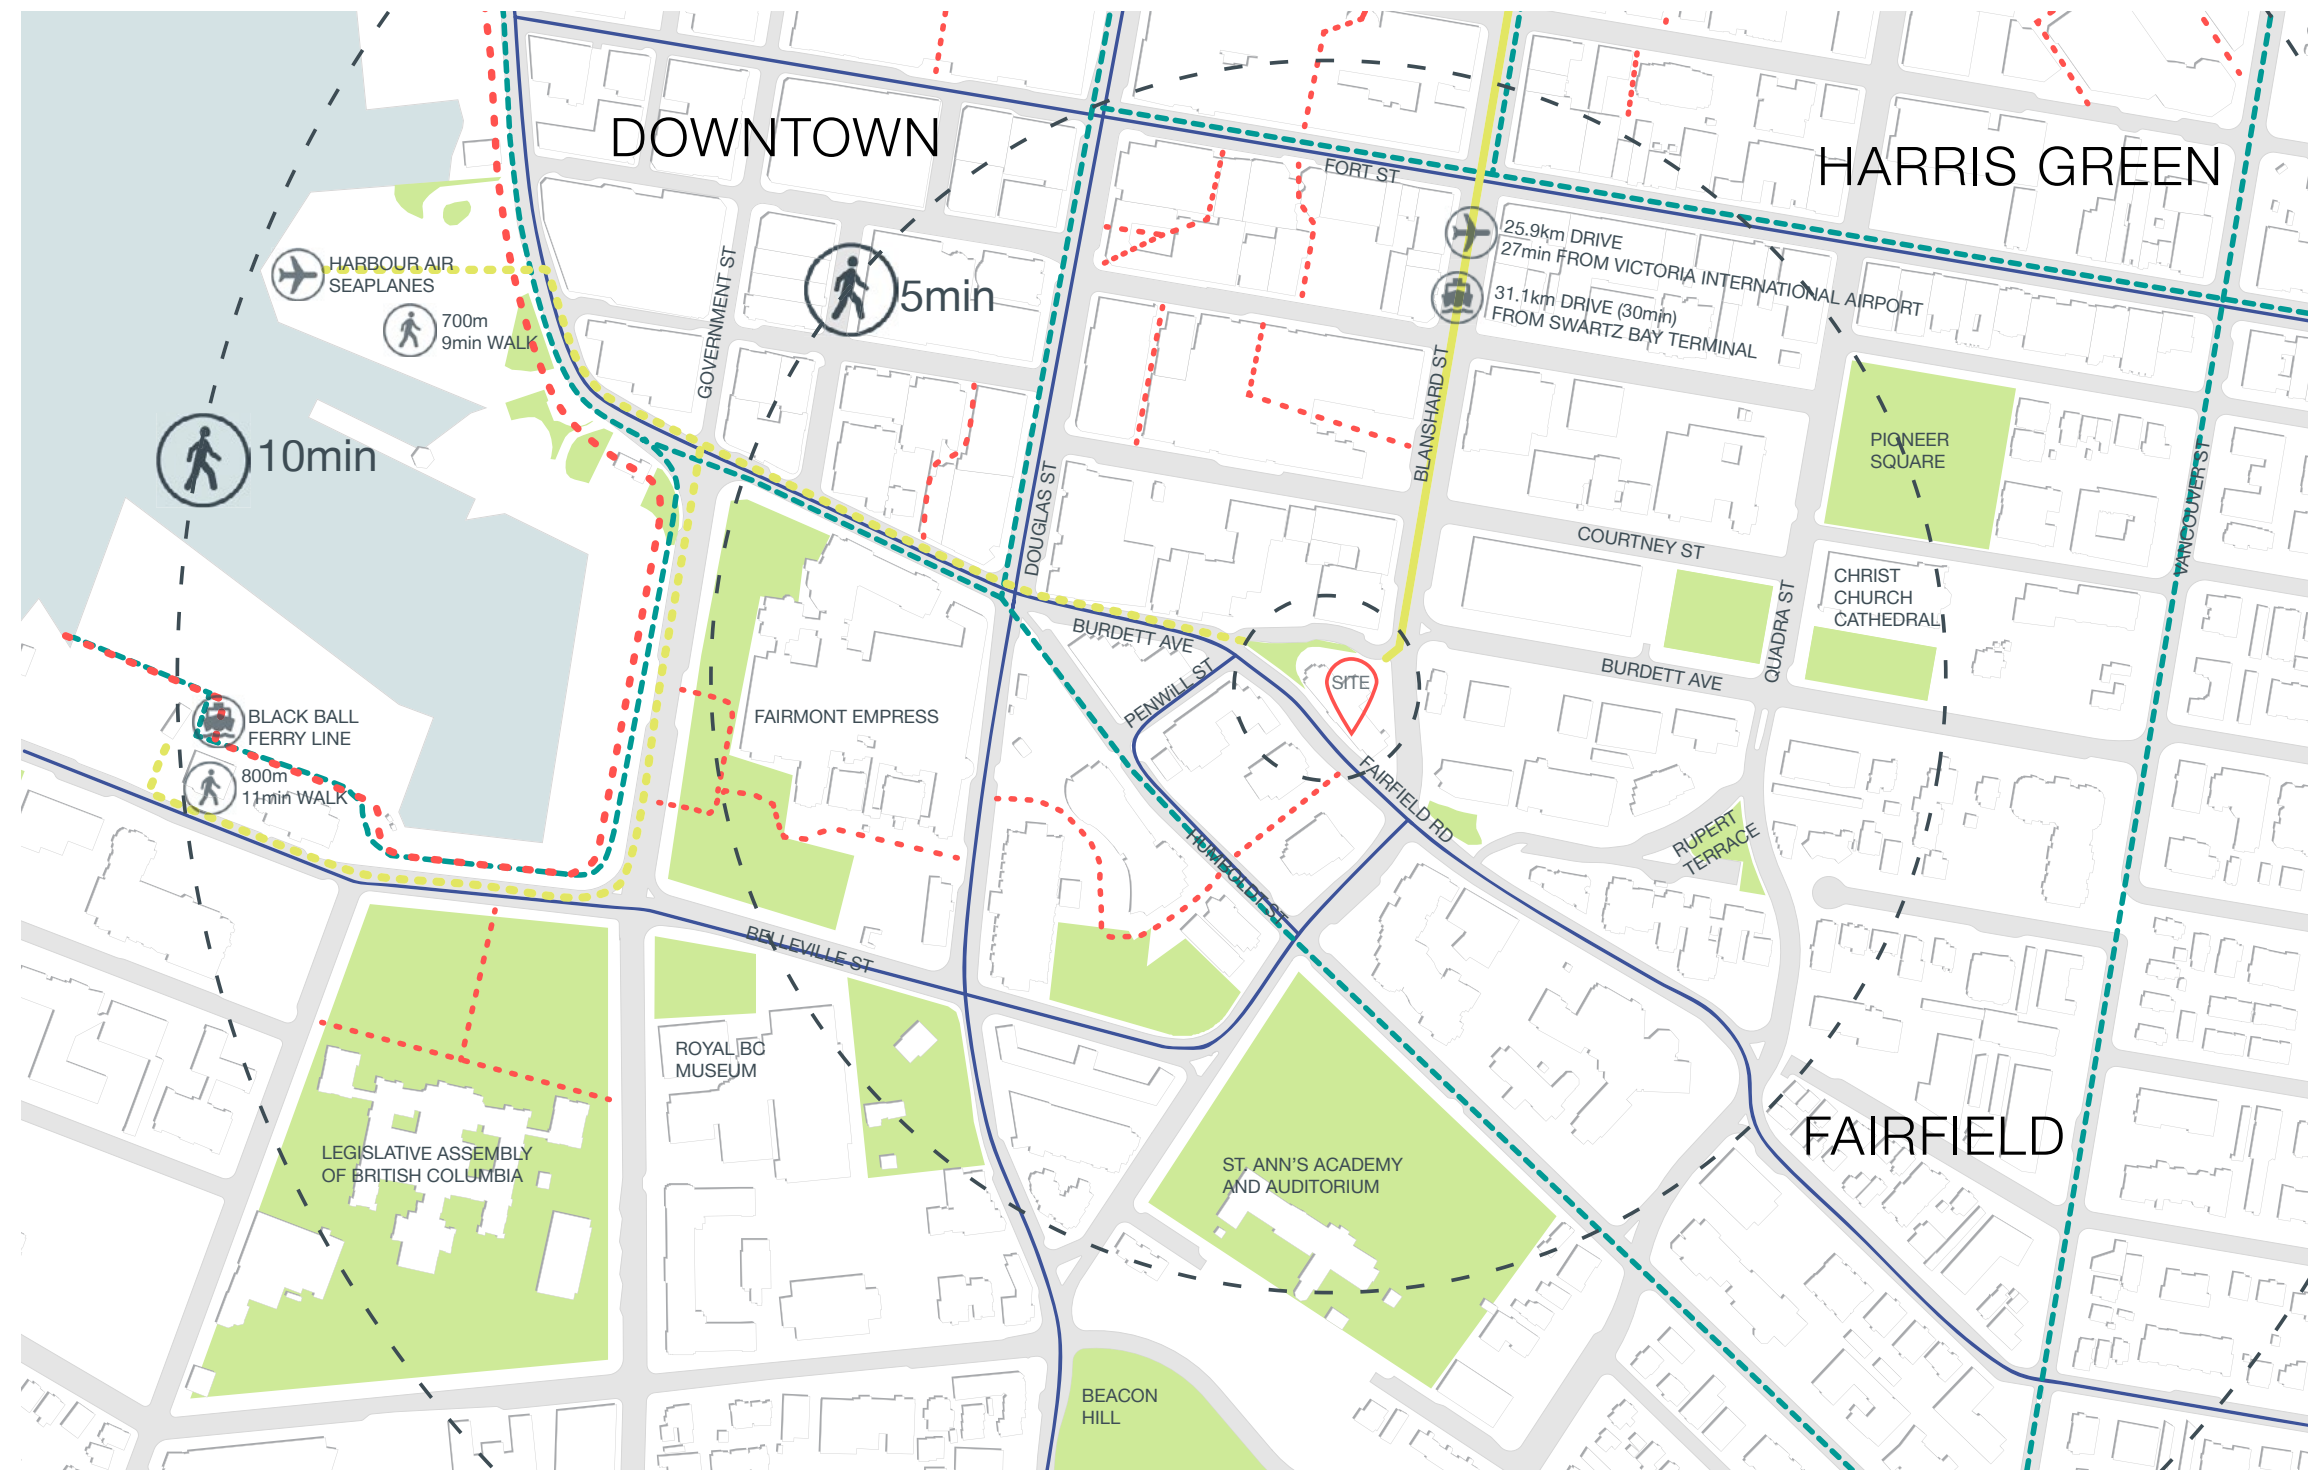 DOWNTOWN
HARRIS GREEN
FORT ST
25.9km DRIVE
27min FROM VICTORIA INTERNATIONAL AIRPORT
31.1km DRIVE (30min)
FROM SWARTZ BAY TERMINAL
HARBOUR AIR
SEAPLANES
700m
9min WALK
GOVERNMENT ST
5min
10min
BLANSHARD ST
PIONEER
SQUARE
VANCOUVER ST
DOUGLAS ST
COURTNEY ST
CHRIST
CHURCH
CATHEDRAL
QUADRA ST
BURDETT AVE
BURDETT AVE
PENWiLL ST
SITE
FAIRMONT EMPRESS
BLACK BALL
FERRY LINE
800m
11min WALK
FAIRFIELD RD
HUMBOLDT ST
RUPERT
TERRACE
BELLEVILLE ST
ROYAL BC
MUSEUM
LEGISLATIVE ASSEMBLY
OF BRITISH COLUMBIA
ST. ANN'S ACADEMY
AND AUDITORIUM
FAIRFIELD
BEACON
HILL